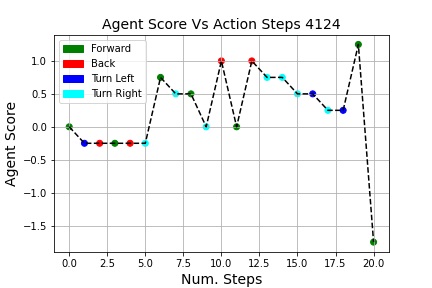 Agent Score Vs Action Steps 4124
Forward
Back
Turn Left
Turn Right
Agent Score
1.0
0.5
0.0
−0.5
−1.0
−1.5
0.0 2.5 5.0 7.5 10.0 12.5 15.0 17.5 20.0
Num. Steps